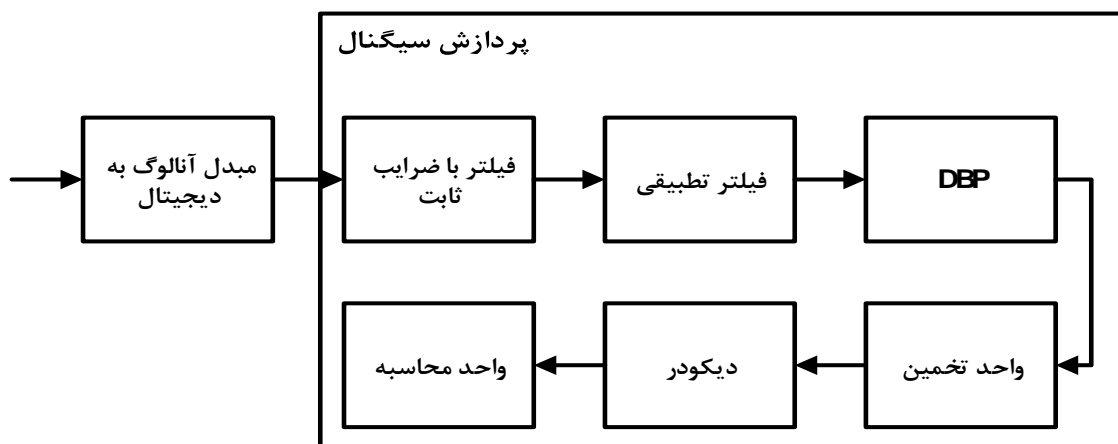 پردازش سیگنال
مبدل آنالوگ به
دیجیتال
فیلتر با ضرایب
ثابت
فیلتر تطبیقی
DBP
واحد تخمین
دیکودر
واحد محاسبه